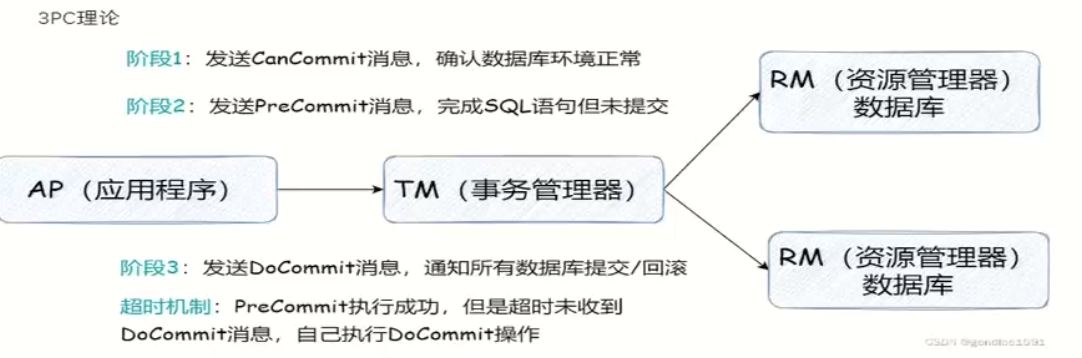 3PC理论
阶段1：发送CanCommit消息，确认数据库环境正常
阶段2：发送PreCommit消息，完成SQL语句但未提交
RM（资源管理器）
数据库
AP（应用程序）
TM（事务管理器）
RM（资源管理器）
数据库
阶段3：发送DoCommit消息，通知所有数据库提交/回滚
超时机制：PreCommit执行成功，但是超时未收到
DoCommit消息，自己执行DoCommit操作
CSDN